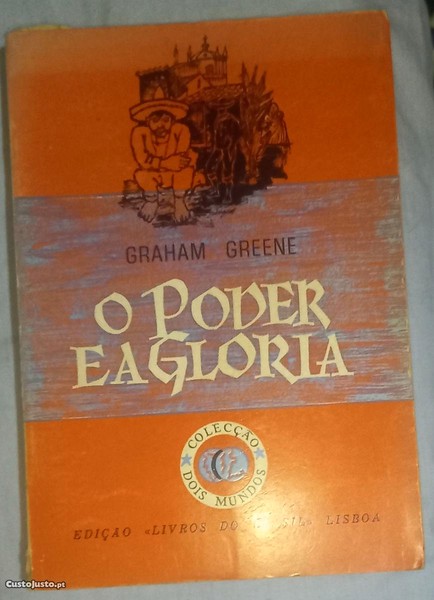 GRAHAM GREENE
O PODER
E A GLORIA
COLECÇÃO
DOIS MUNDOS
EDIÇÃO «LIVROS DO LISBOA
CustoJusto.pt